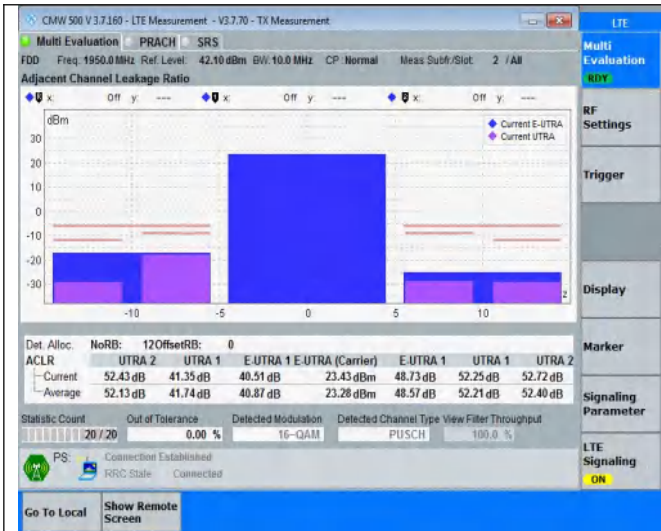 CMW 500 V 3.7.160 - LTE Measurement - V3.7.70 - TX Measurement
LTE
Multi Evaluation PRACH SRS
FDD Freq: 1950.0 MHz Ref. Level: 42.10 dBm BW: 10.0 MHz CP :Normal Meas Subfr./Slot: 2 /All
Adjacent Channel Leakage Ratio
x: Off y: --- x: Off y: --- x: Off y: ---
dBm
Current E-UTRA
Current UTRA
30
20
10
0
-10
-20
-30
-10 -5 0 5 10
Det. Alloc. NoRB: 12OffsetRB: 0
ACLR UTRA 2 UTRA 1 E-UTRA 1 E-UTRA (Carrier) E-UTRA 1 UTRA 1 UTRA 2
Current 52.43 dB 41.35 dB 40.51 dB 23.43 dBm 48.73 dB 52.25 dB 52.72 dB
Average 52.13 dB 41.74 dB 40.87 dB 23.28 dBm 48.57 dB 52.21 dB 52.40 dB
Statistic Count Out of Tolerance Detected Modulation Detected Channel Type View Filter Throughput
20 / 20 0.00 % 16-QAM PUSCH 100.0 %
PS: Connection Established
RRC State Connected
Go To Local
Show Remote
Screen
Multi
Evaluation
RDY
RF
Settings
Trigger
Display
Marker
Signaling
Parameter
LTE
Signaling
ON